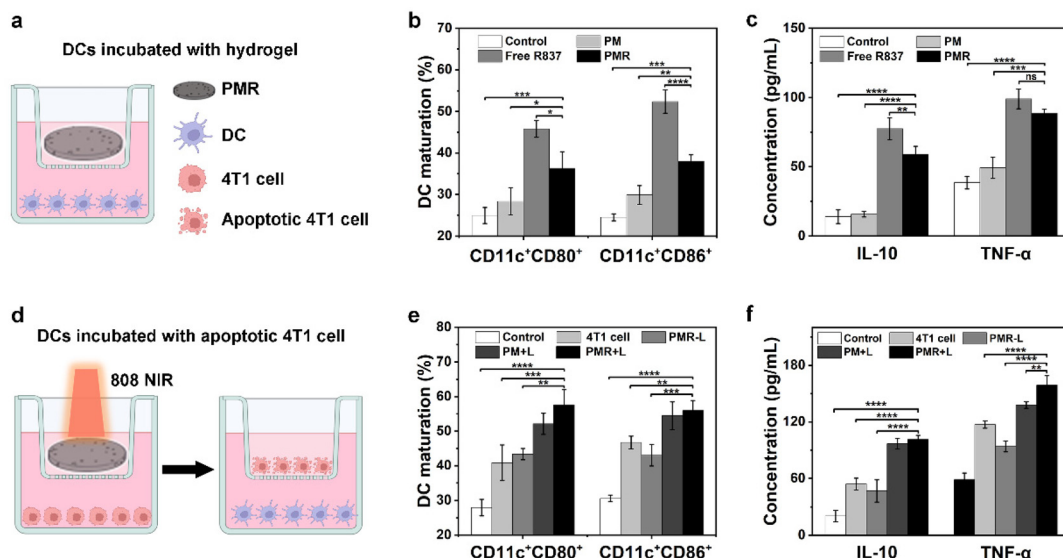 a
DCs incubated with hydrogel
PMR
DC
4T1 cell
Apoptotic 4T1 cell
b
DC maturation (%)
60
50
40
30
20
Control
PM
Free R837
PMR
****
***
**
*
****
*
CD11c⁺CD80⁺
CD11c⁺CD86⁺
c
Concentration (pg/mL)
150
100
50
0
Control
PM
Free R837
PMR
****
***
ns
****
****
**
IL-10
TNF-α
d
DCs incubated with apoptotic 4T1 cell
808 NIR
e
DC maturation (%)
80
70
60
50
40
30
20
Control
4T1 cell
PMR-L
PM+L
PMR+L
****
***
**
****
**
***
CD11c⁺CD80⁺
CD11c⁺CD86⁺
f
Concentration (pg/mL)
180
120
60
0
Control
4T1 cell
PMR-L
PM+L
PMR+L
****
****
**
****
****
****
IL-10
TNF-α